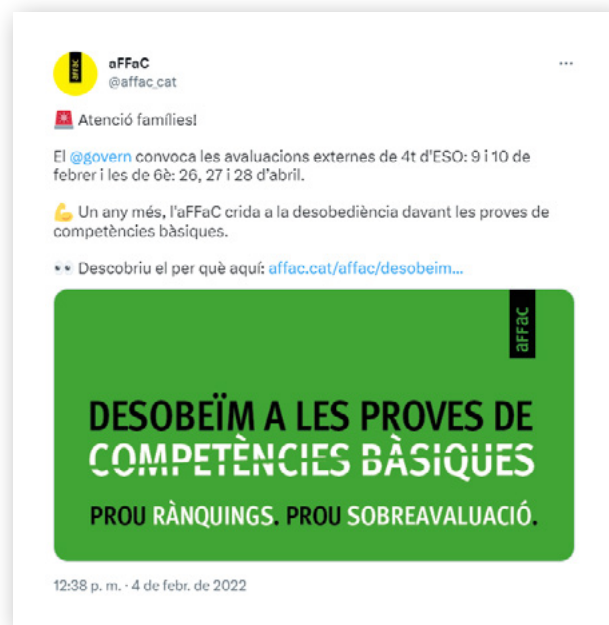 aFFaC
aFFaC
@affac_cat
🚨 Atenció famílies!
El @govern convoca les avaluacions externes de 4t d'ESO: 9 i 10 de
febrer i les de 6è: 26, 27 i 28 d'abril.
💪 Un any més, l'aFFaC crida a la desobediència davant les proves de
competències bàsiques.
👀 Descobriu el per què aquí: affac.cat/affac/desobeim...
aFFaC
DESOBEÏM A LES PROVES DE
COMPETÈNCIES BÀSIQUES
PROU RÀNQUINGS. PROU SOBREAVALUACIÓ.
12:38 p. m. · 4 de febr. de 2022